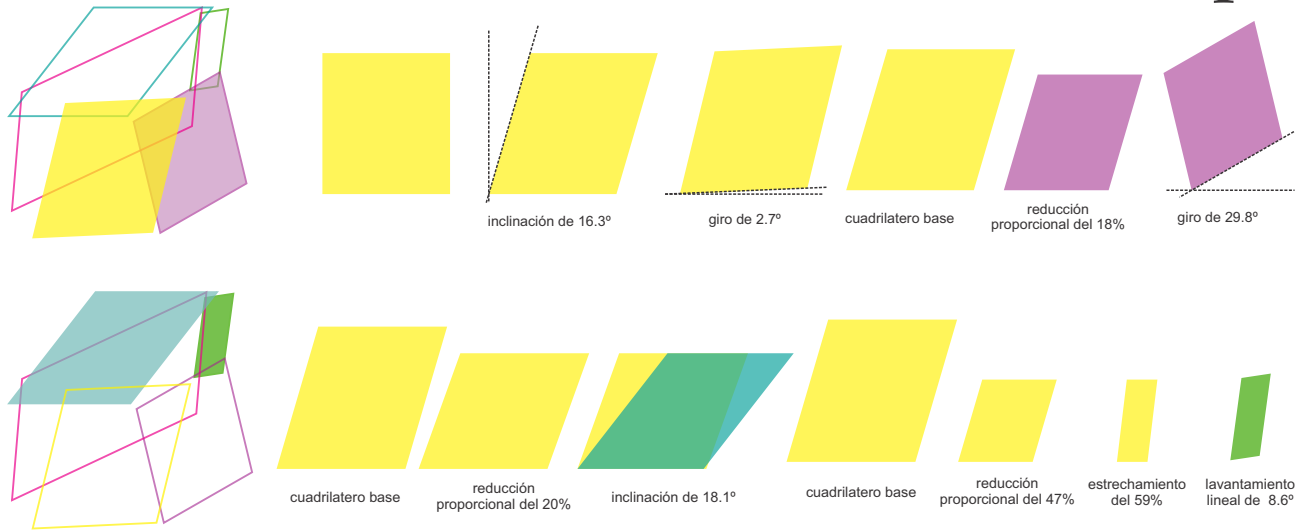 inclinación de 16.3º
giro de 2.7º
cuadrilatero base
reducción
proporcional del 18%
giro de 29.8º
cuadrilatero base
reducción
proporcional del 20%
inclinación de 18.1º
cuadrilatero base
reducción
proporcional del 47%
estrechamiento
del 59%
lavantamiento
lineal de 8.6º